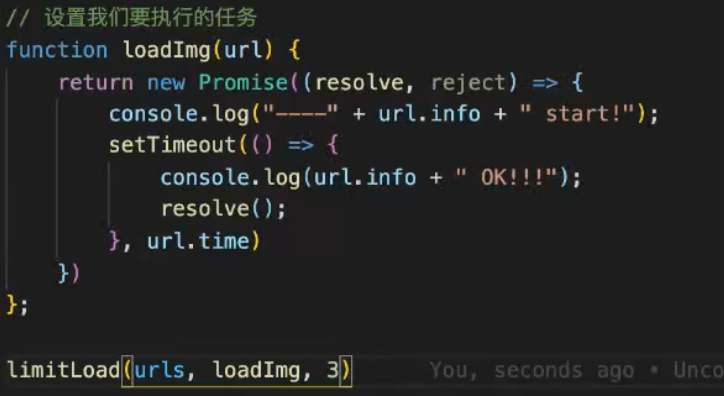 // 设置我们要执行的任务
function loadImg(url) {
    return new Promise((resolve, reject) => {
        console.log("----" + url.info + " start!");
        setTimeout(() => {
            console.log(url.info + " OK!!!");
            resolve();
        }, url.time)
    })
};
limitLoad(urls, loadImg, 3)    You, seconds ago • Unco